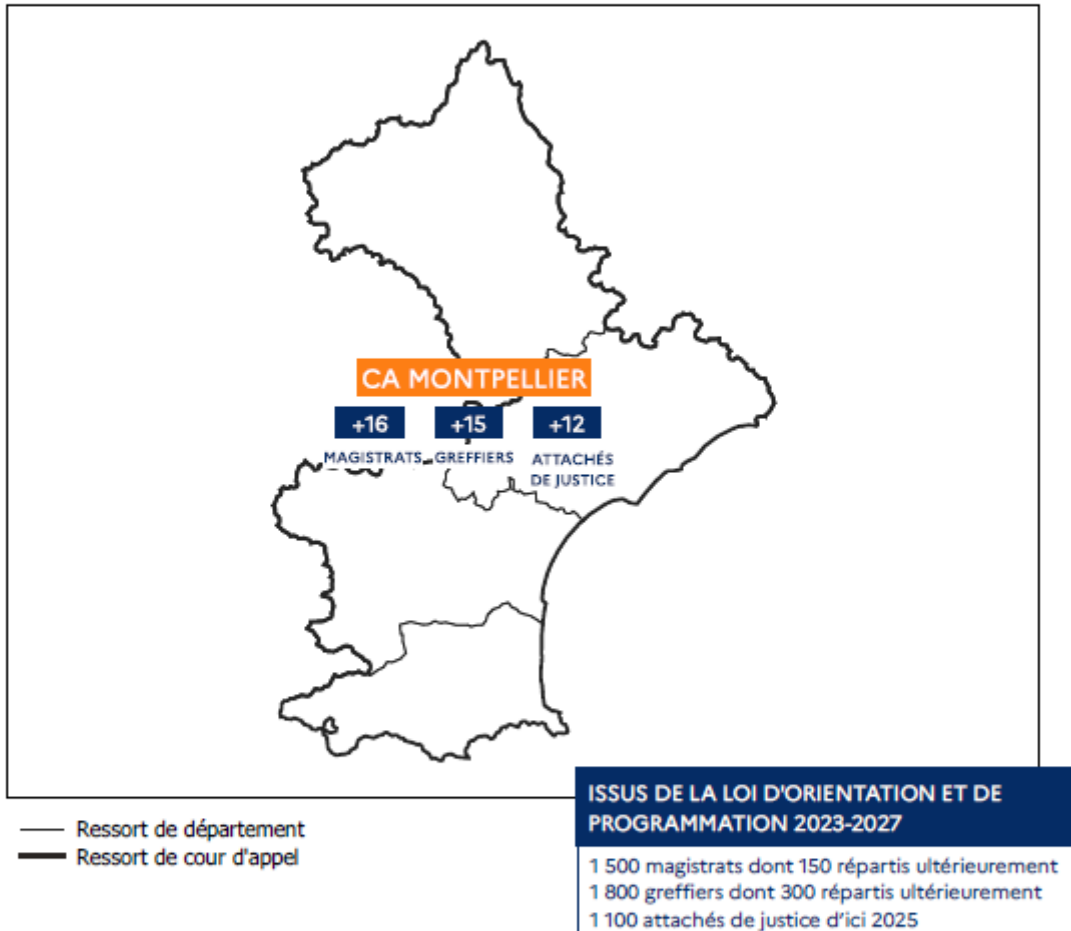 CA MONTPELLIER
+16 +15 +12
MAGISTRATS GREFFIERS ATTACHÉS
DE JUSTICE
Ressort de département
Ressort de cour d'appel
ISSUS DE LA LOI D'ORIENTATION ET DE
PROGRAMMATION 2023-2027
1 500 magistrats dont 150 répartis ultérieurement
1 800 greffiers dont 300 répartis ultérieurement
1 100 attachés de justice d'ici 2025